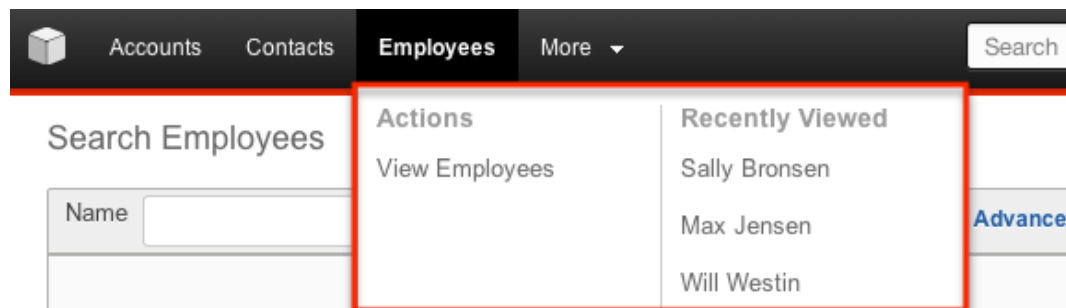 Accounts Contacts Employees More Search
Search Employees
Actions
View Employees
Recently Viewed
Sally Bronsen
Max Jensen
Will Westin
Name
Advance